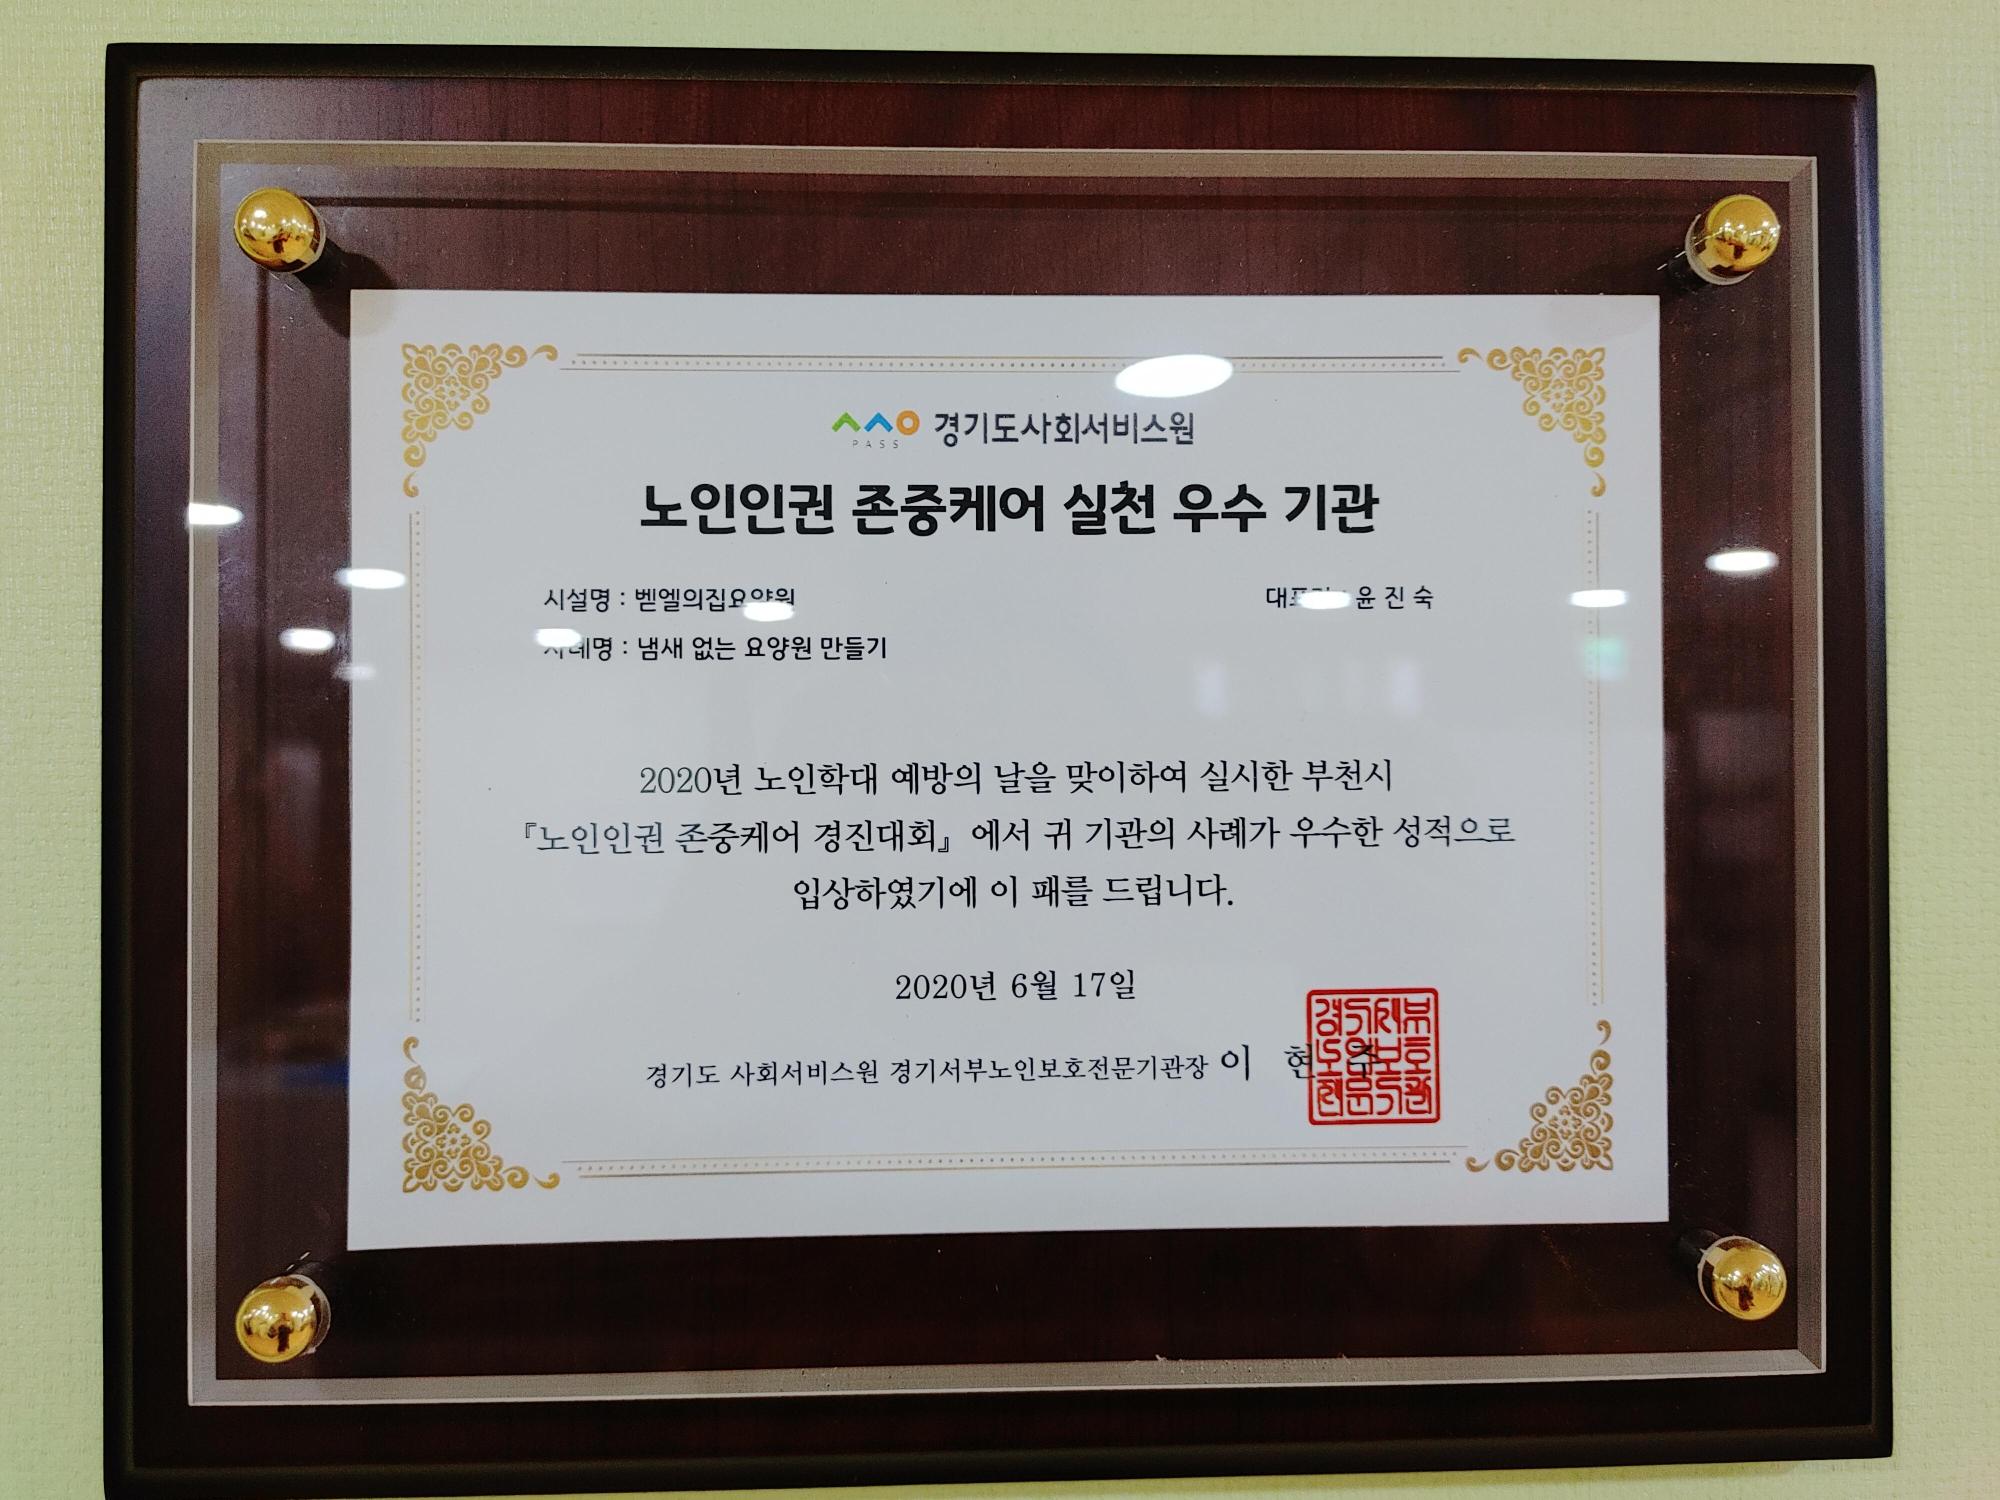 경기도사회서비스원
PASS
노인인권 존중케어 실천 우수 기관
시설명 : 벧엘의집요양원
윤 진 숙
사례명 : 냄새 없는 요양원 만들기
2020년 노인학대 예방의 날을 맞이하여 실시한 부천시
『노인인권 존중케어 경진대회』에서 귀 기관의 사례가 우수한 성적으로
입상하였기에 이 패를 드립니다.
2020년 6월 17일
경기도 사회서비스원 경기서부노인보호전문기관장 이 현 주